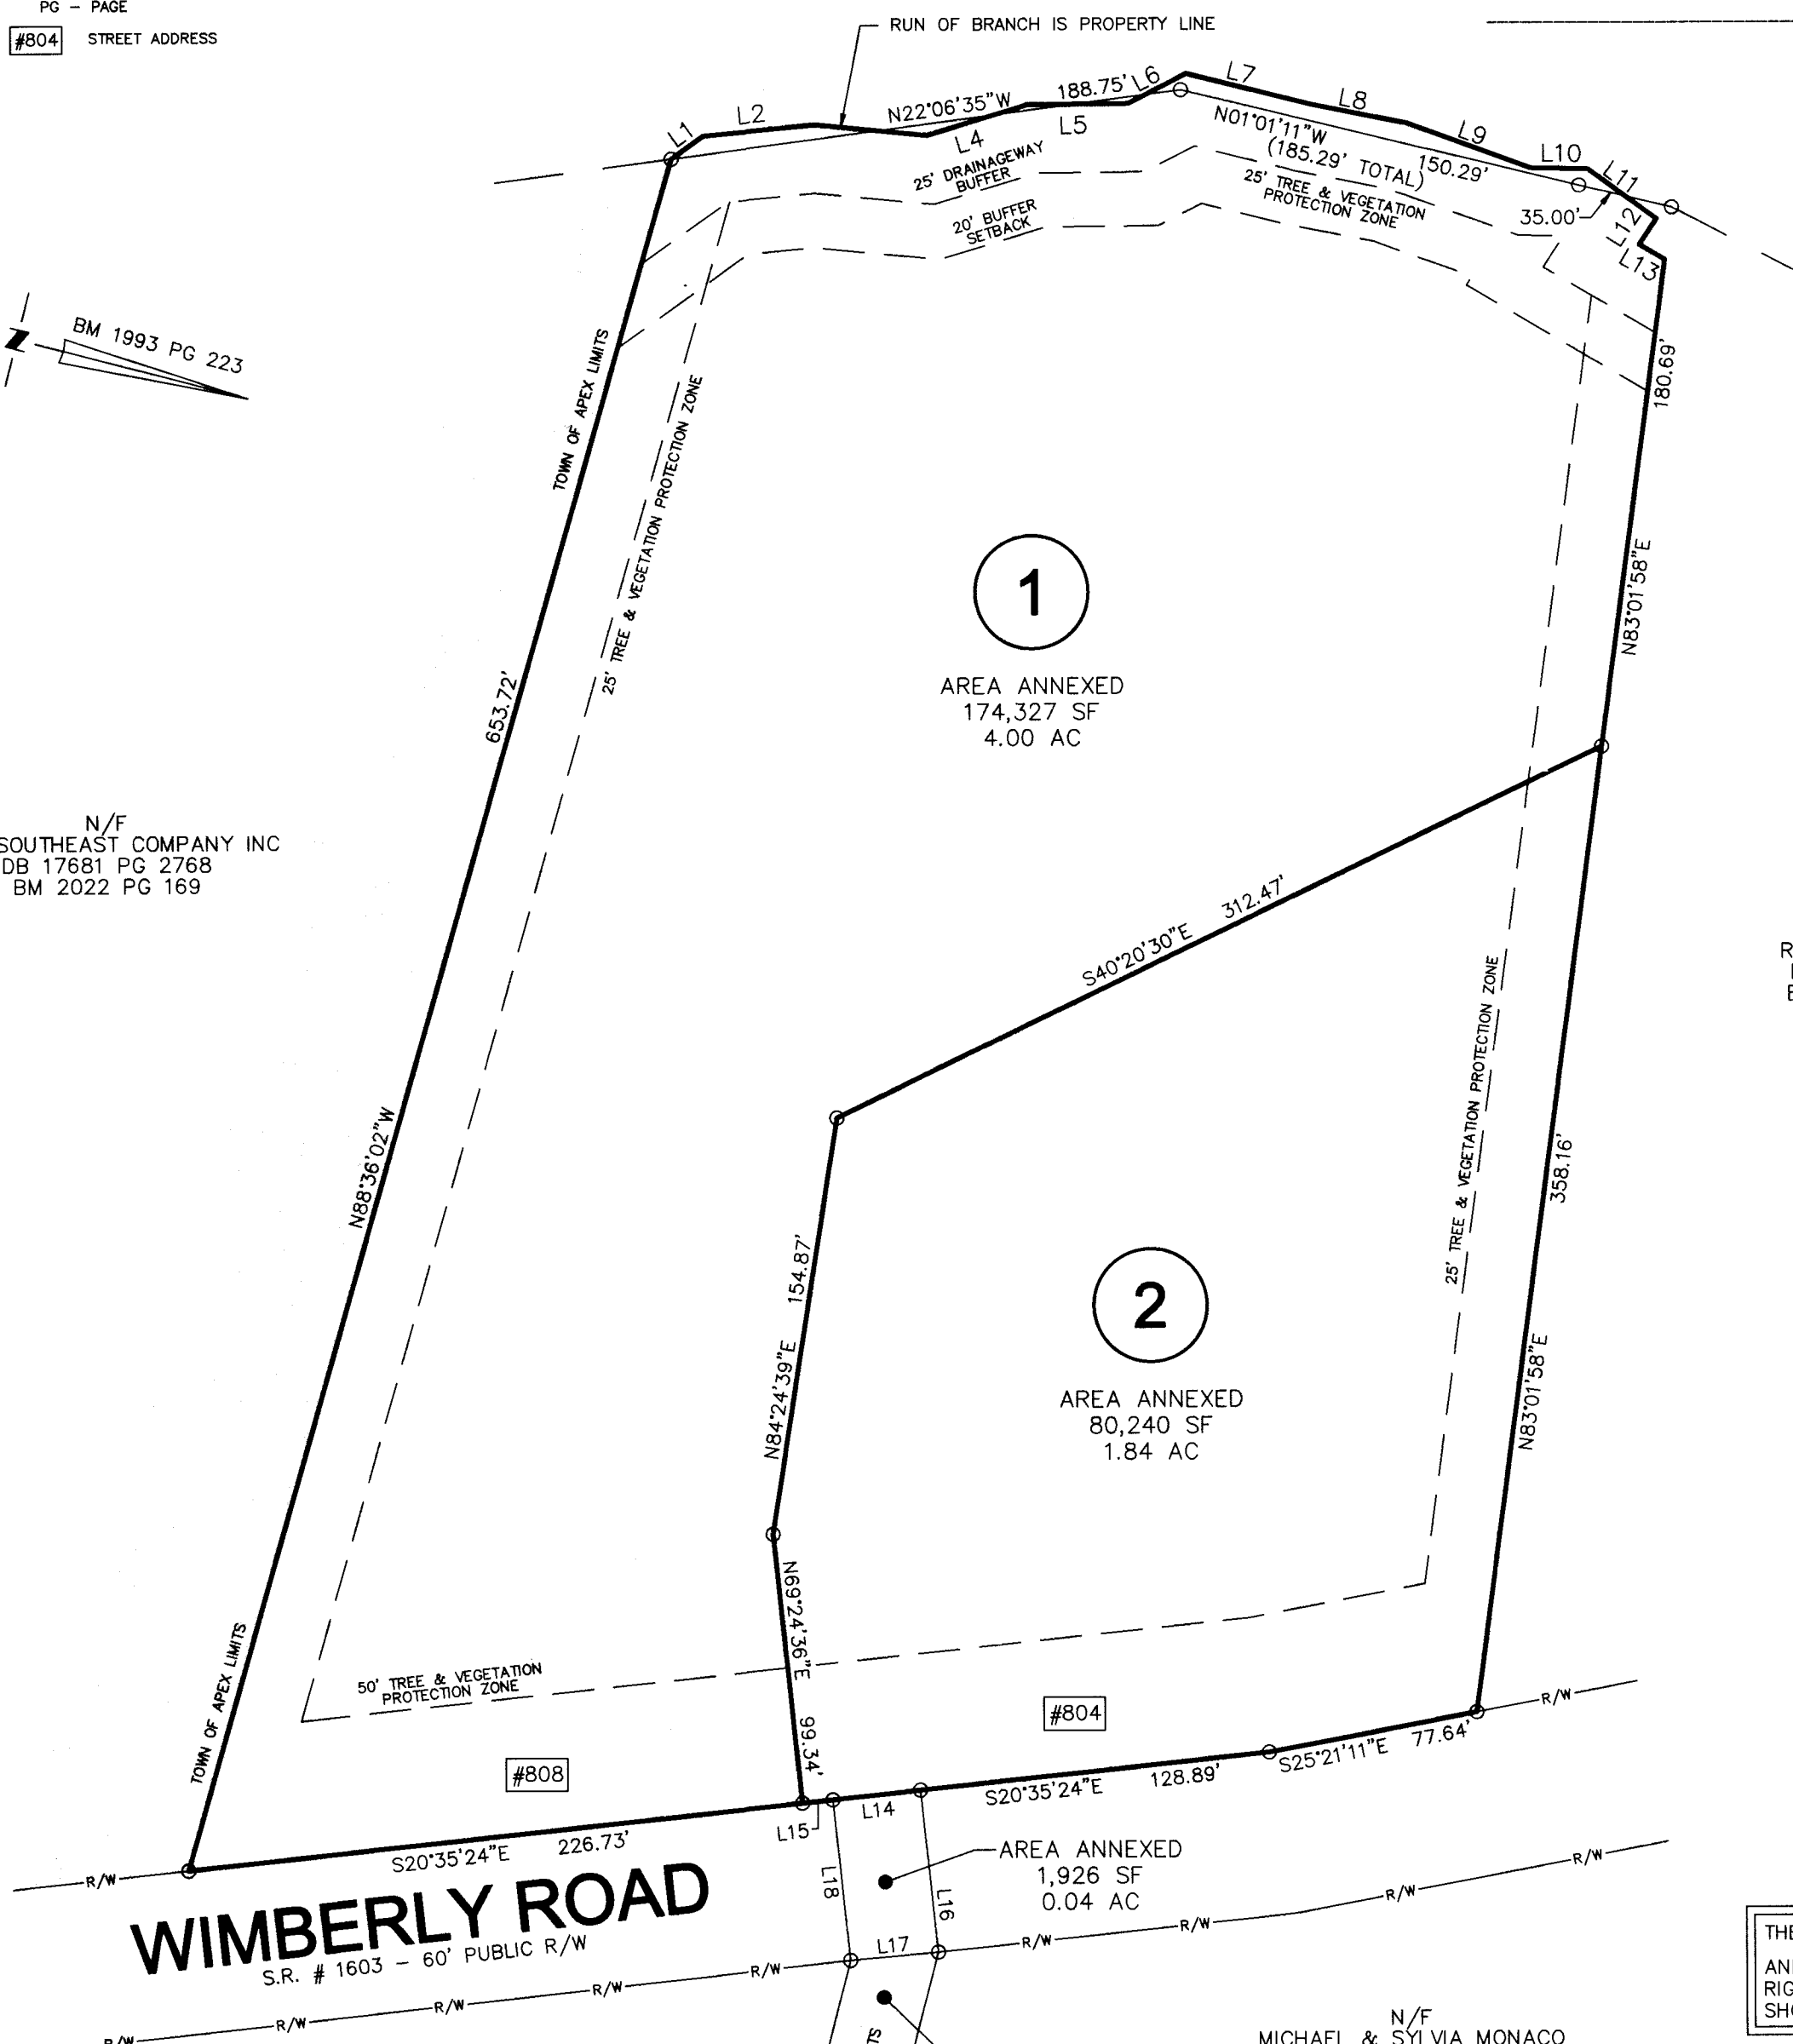 PG - PAGE
#804 STREET ADDRESS
RUN OF BRANCH IS PROPERTY LINE
L1
L2
N22°06'35"W
188.75'
L4
L5
L6
L7
L8
L9
L10
L11
L12
L13
N01°01'11"W
(185.29' TOTAL)
150.29'
35.00'
25' DRAINAGEWAY
BUFFER
20' BUFFER
SETBACK
25' TREE & VEGETATION
PROTECTION ZONE
BM 1993 PG 223
TOWN OF APEX LIMITS
25' TREE & VEGETATION PROTECTION ZONE
180.69'
N83°01'58"E
1
AREA ANNEXED
174,327 SF
4.00 AC
653.72'
N/F
SOUTHEAST COMPANY INC
DB 17681 PG 2768
BM 2022 PG 169
S40°20'30"E
312.47'
25' TREE & VEGETATION PROTECTION ZONE
N88°36'02"W
358.16'
154.87'
N84°24'39"E
2
AREA ANNEXED
80,240 SF
1.84 AC
N83°01'58"E
N69°24'36"E
99.34'
TOWN OF APEX LIMITS
50' TREE & VEGETATION
PROTECTION ZONE
#804
#808
R/W
S25°21'11"E
77.64'
S20°35'24"E
128.89'
L14
L15
S20°35'24"E
226.73'
R/W
L18
L16
AREA ANNEXED
1,926 SF
0.04 AC
WIMBERLY ROAD
S.R. # 1603 - 60' PUBLIC R/W
L17
R/W
R/W
R/W
R/W
R/W
R/W
R/W
R/W
R/W
N/F
MICHAEL & SYLVIA MONACO